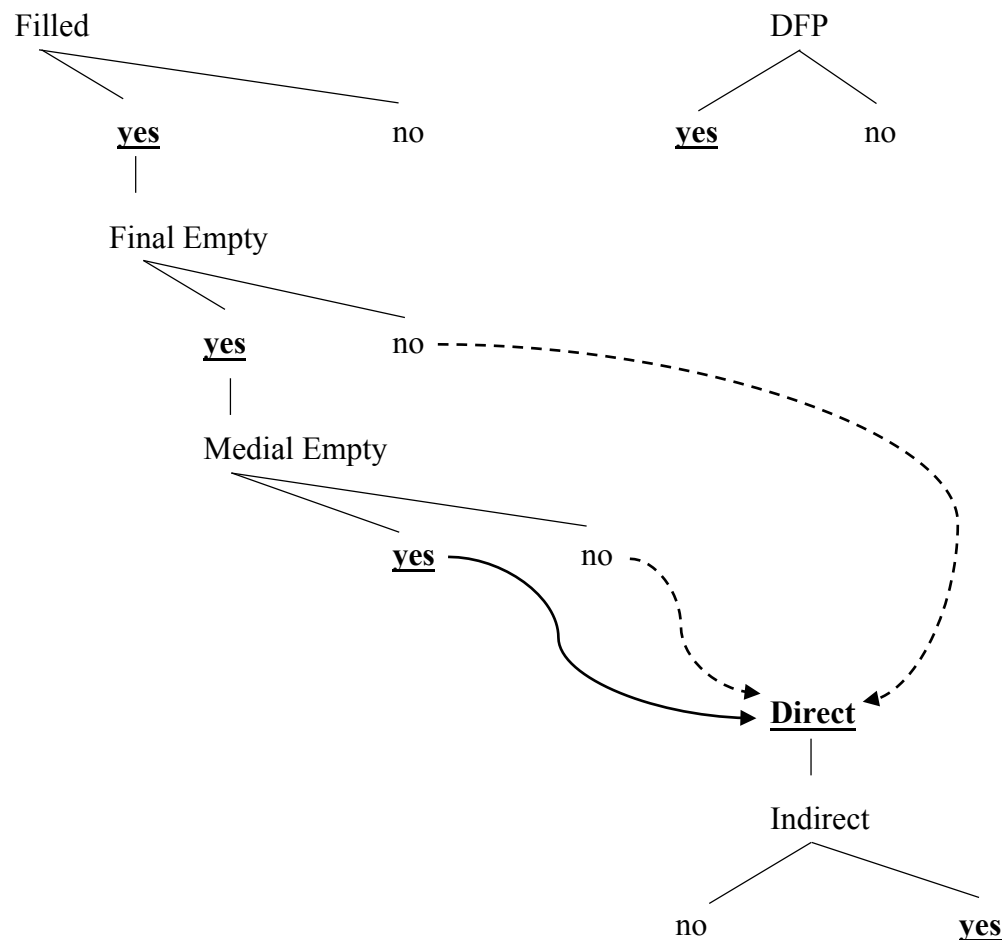 Filled DFP
yes no yes no
Final Empty
yes no
Medial Empty
yes no
Direct
Indirect
no yes